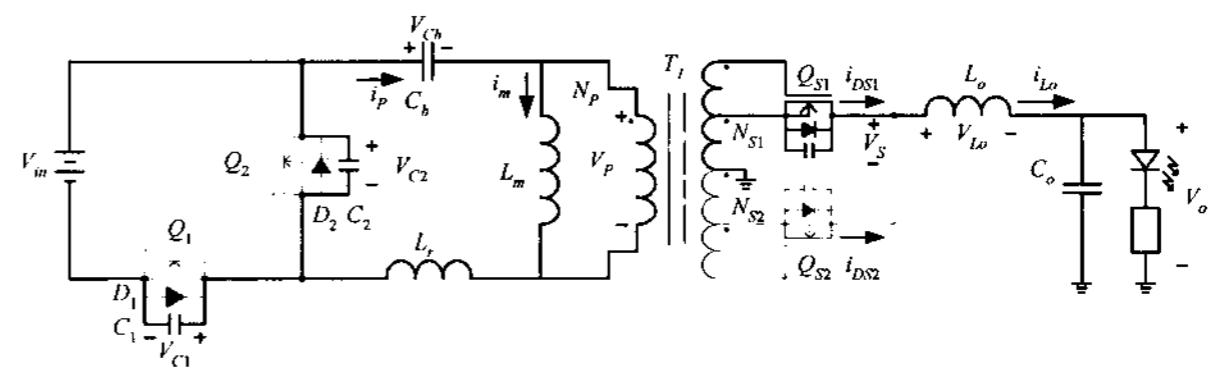 V_Cb
+ -
i_P
C_b
i_m
N_P
T_1
Q_S1
i_DS1
L_o
i_Lo
V_in
Q_2
+
V_C2
-
D_2
C_2
L_m
+
V_P
-
N_S1
+
V_S
-
+ V_Lo -
C_o
+
V_o
-
Q_1
L_r
N_S2
Q_S2
i_DS2
D_1
C_1
- +
V_C1